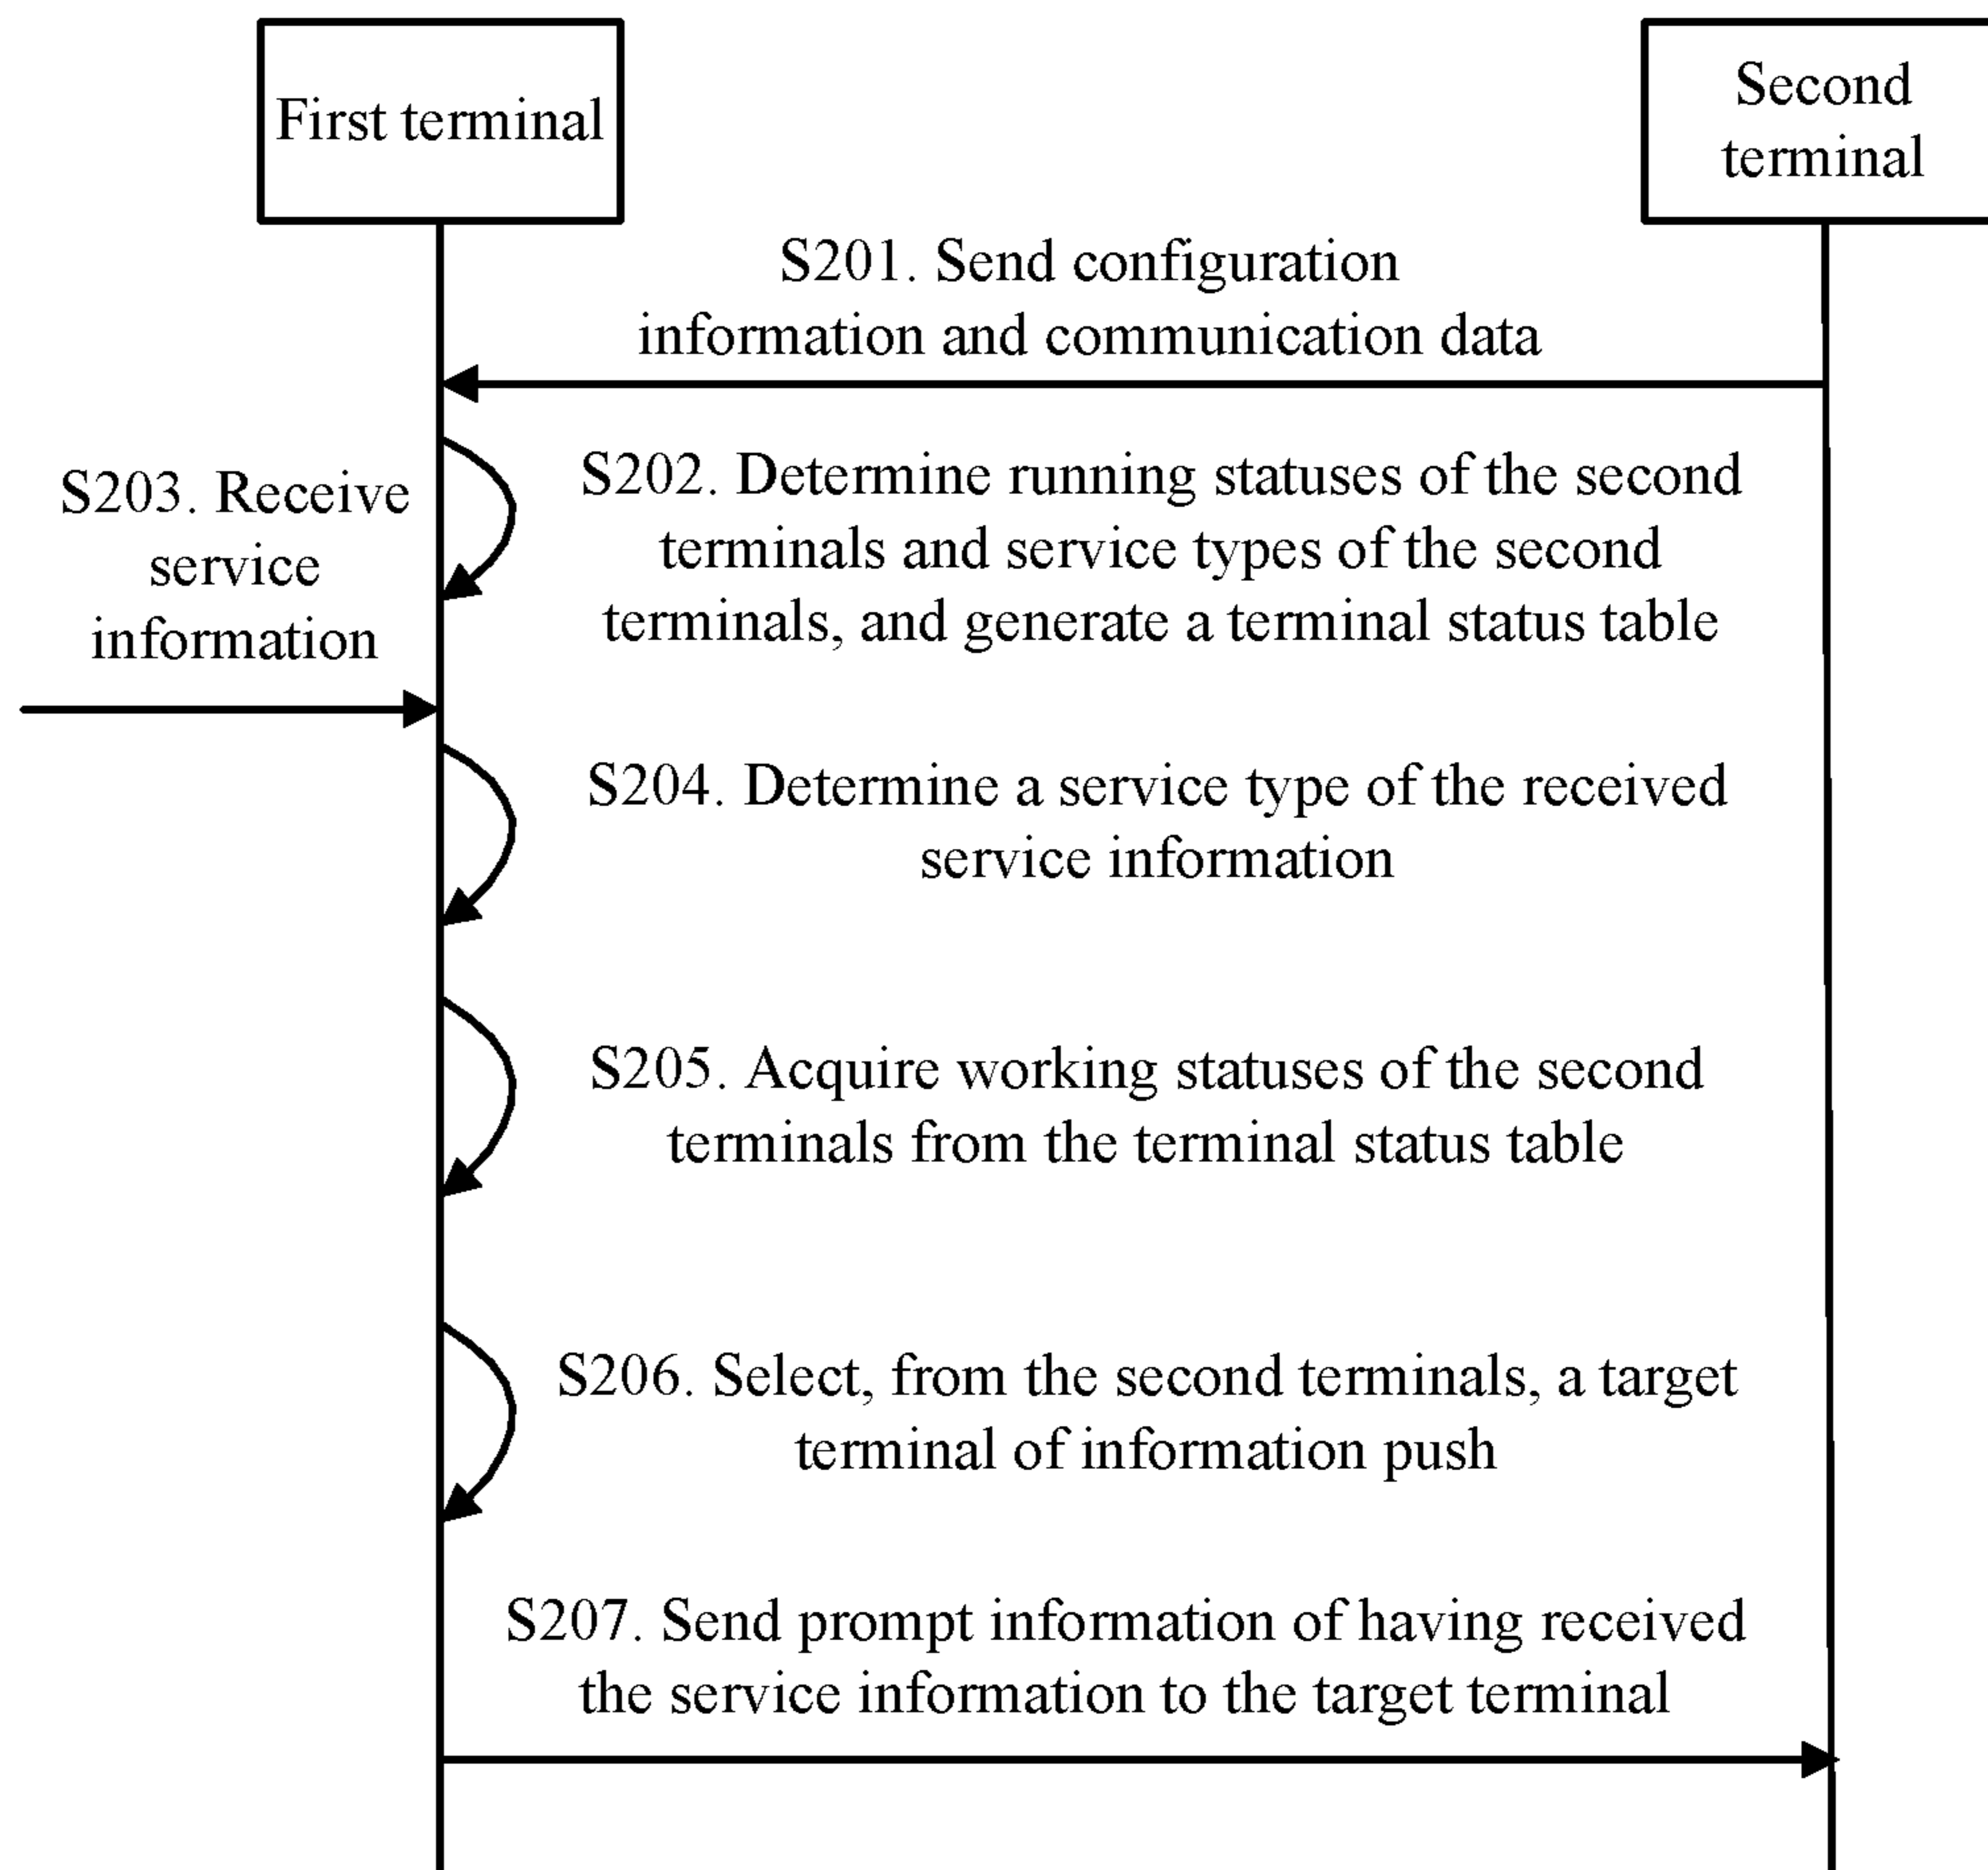 First terminal
Second
terminal
S201. Send configuration
information and communication data
S203. Receive
service
information
S202. Determine running statuses of the second
terminals and service types of the second
terminals, and generate a terminal status table
S204. Determine a service type of the received
service information
S205. Acquire working statuses of the second
terminals from the terminal status table
S206. Select, from the second terminals, a target
terminal of information push
S207. Send prompt information of having received
the service information to the target terminal